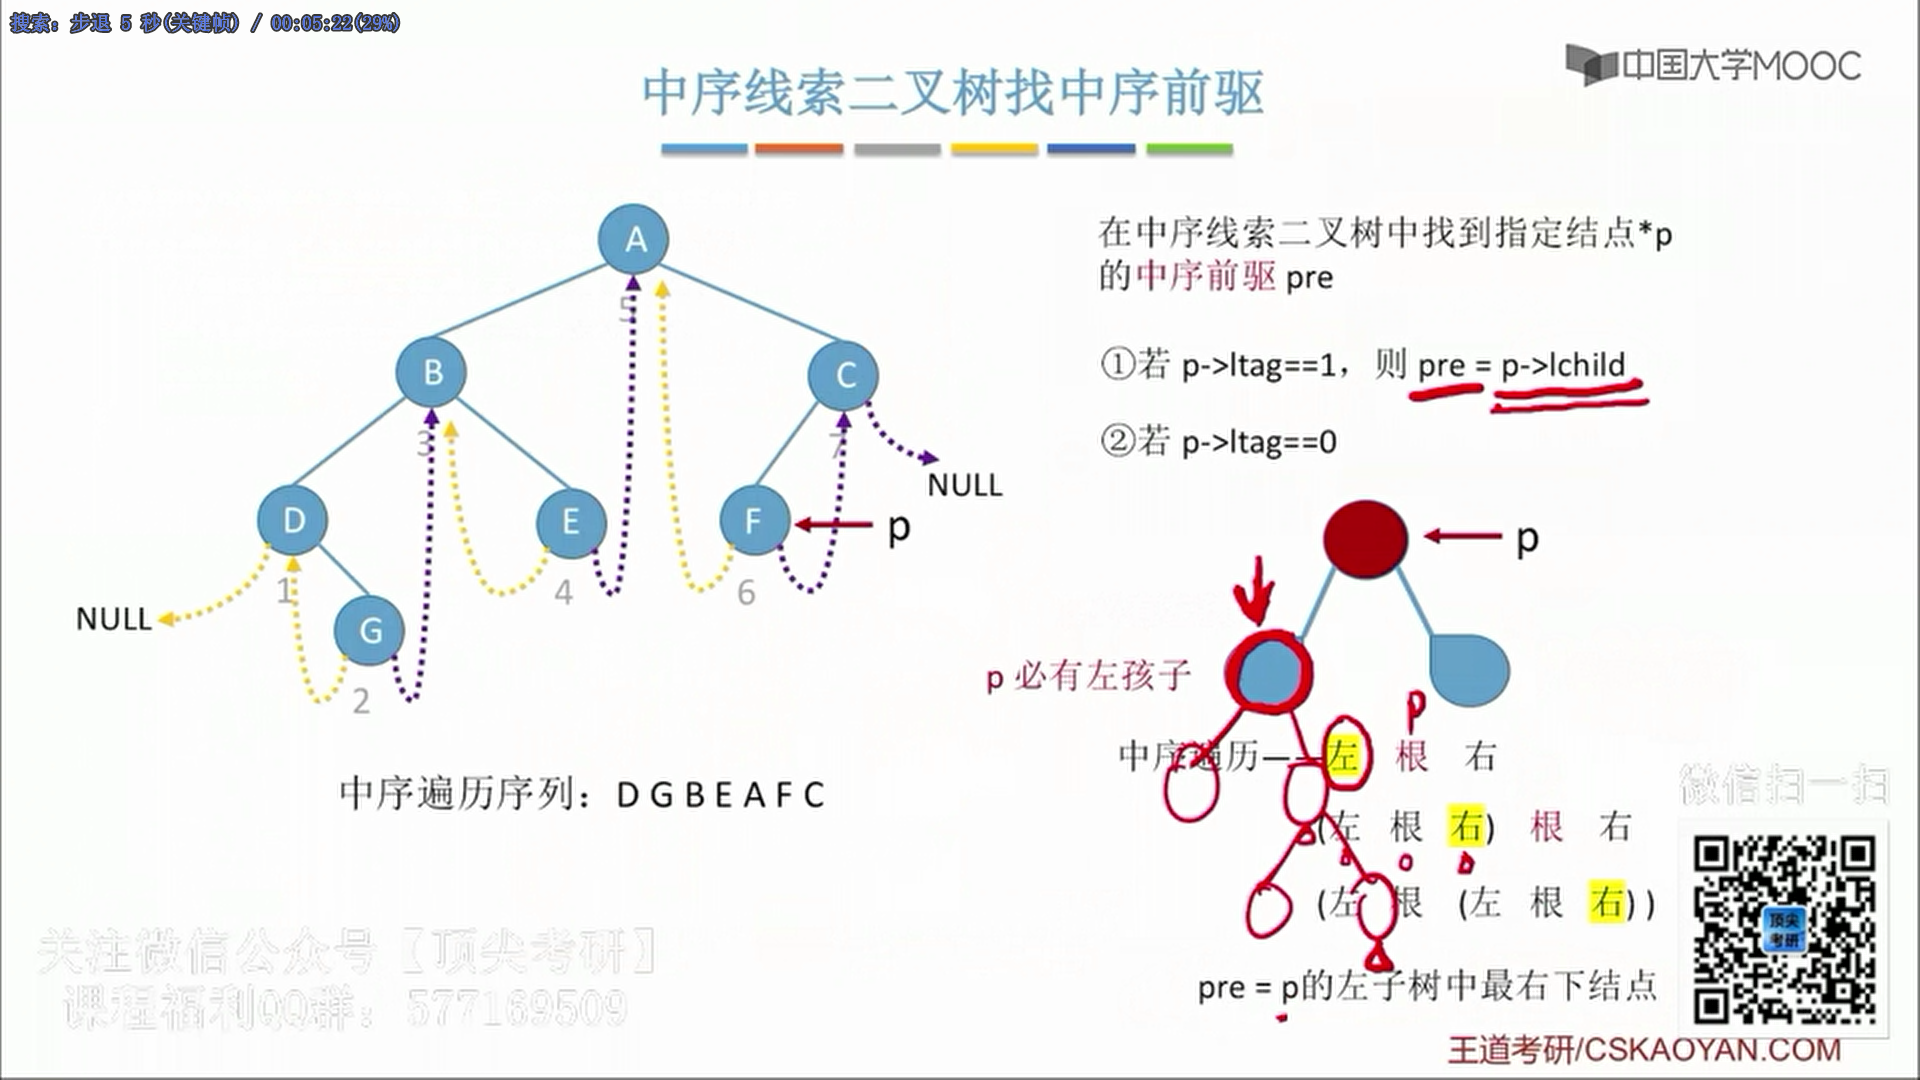 搜索: 步退 5 秒(关键帧) / 00:05:22(29%)
中国大学MOOC
中序线索二叉树找中序前驱
A
5
B
C
3
7
NULL
D
E
F
p
1
4
6
NULL
G
2
中序遍历序列：D G B E A F C
在中序线索二叉树中找到指定结点*p
的中序前驱 pre
①若 p->ltag==1，则 pre = p->lchild
②若 p->ltag==0
p
p 必有左孩子
p
中序遍历——左 根 右
(左 根 右) 根 右
(左 根 (左 根 右))
pre = p的左子树中最右下结点
微信扫一扫
顶尖
考研
关注微信公众号【顶尖考研】
课程福利QQ群：577169509
王道考研/CSKAOYAN.COM